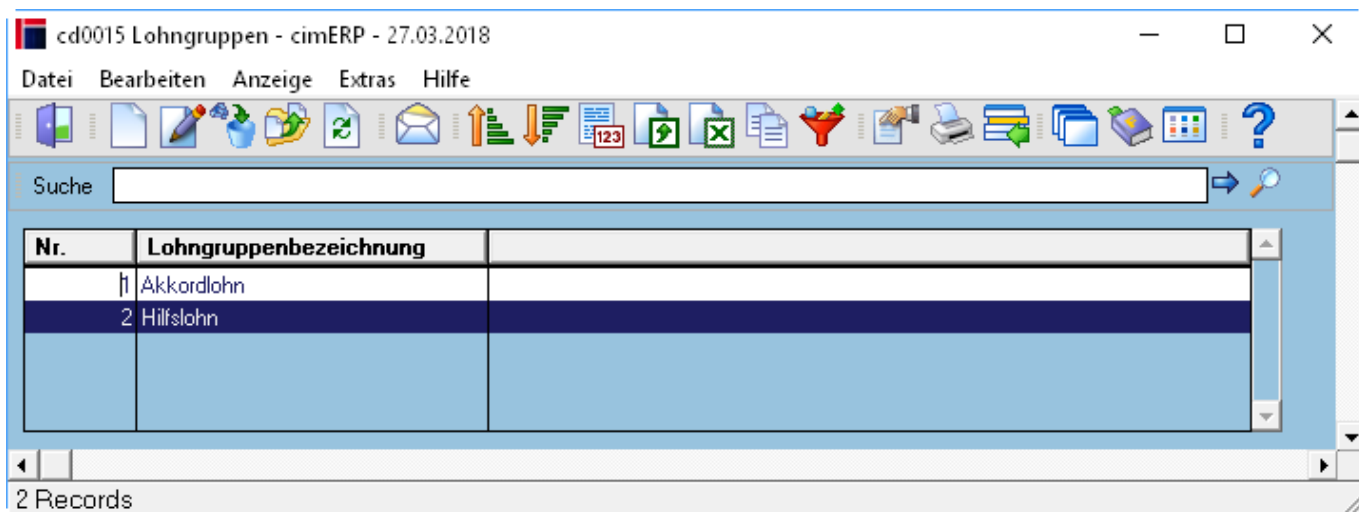 cd0015 Lohngruppen - cimERP - 27.03.2018
Datei Bearbeiten Anzeige Extras Hilfe
123
Suche
Nr. Lohngruppenbezeichnung
1 Akkordlohn
2 Hilfslohn
2 Records